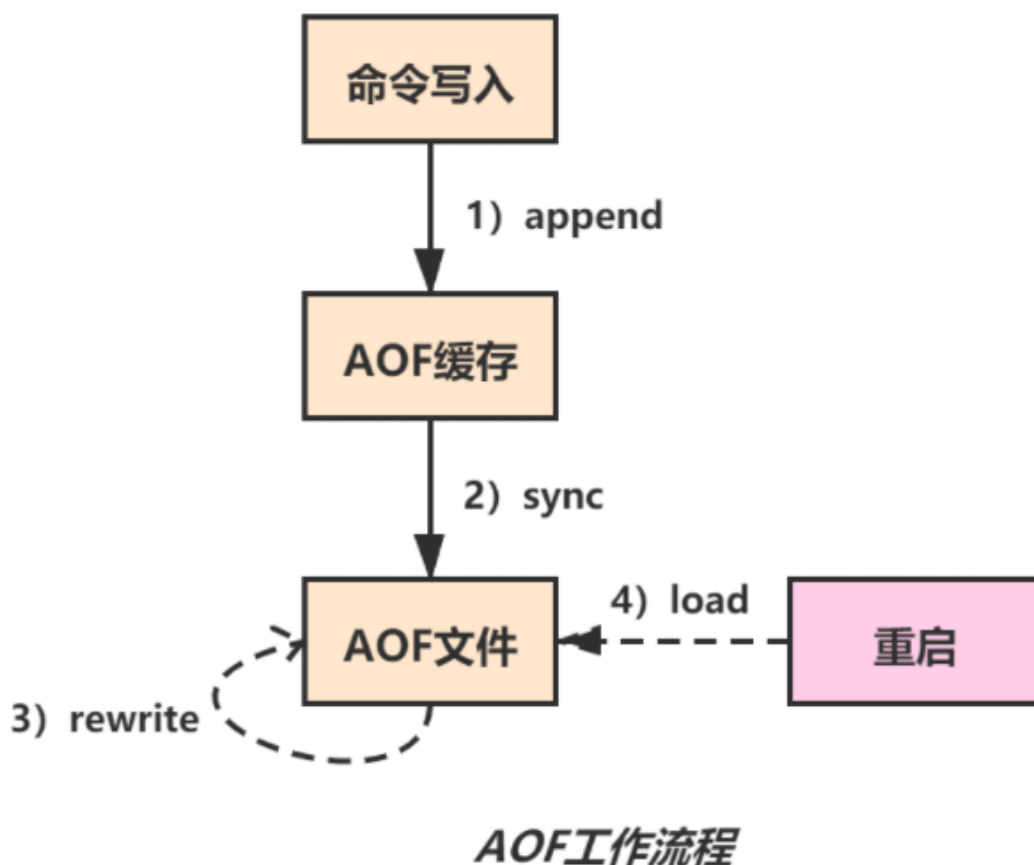 命令写入
1）append
AOF缓存
2）sync
AOF文件
4）load
重启
3）rewrite
AOF工作流程